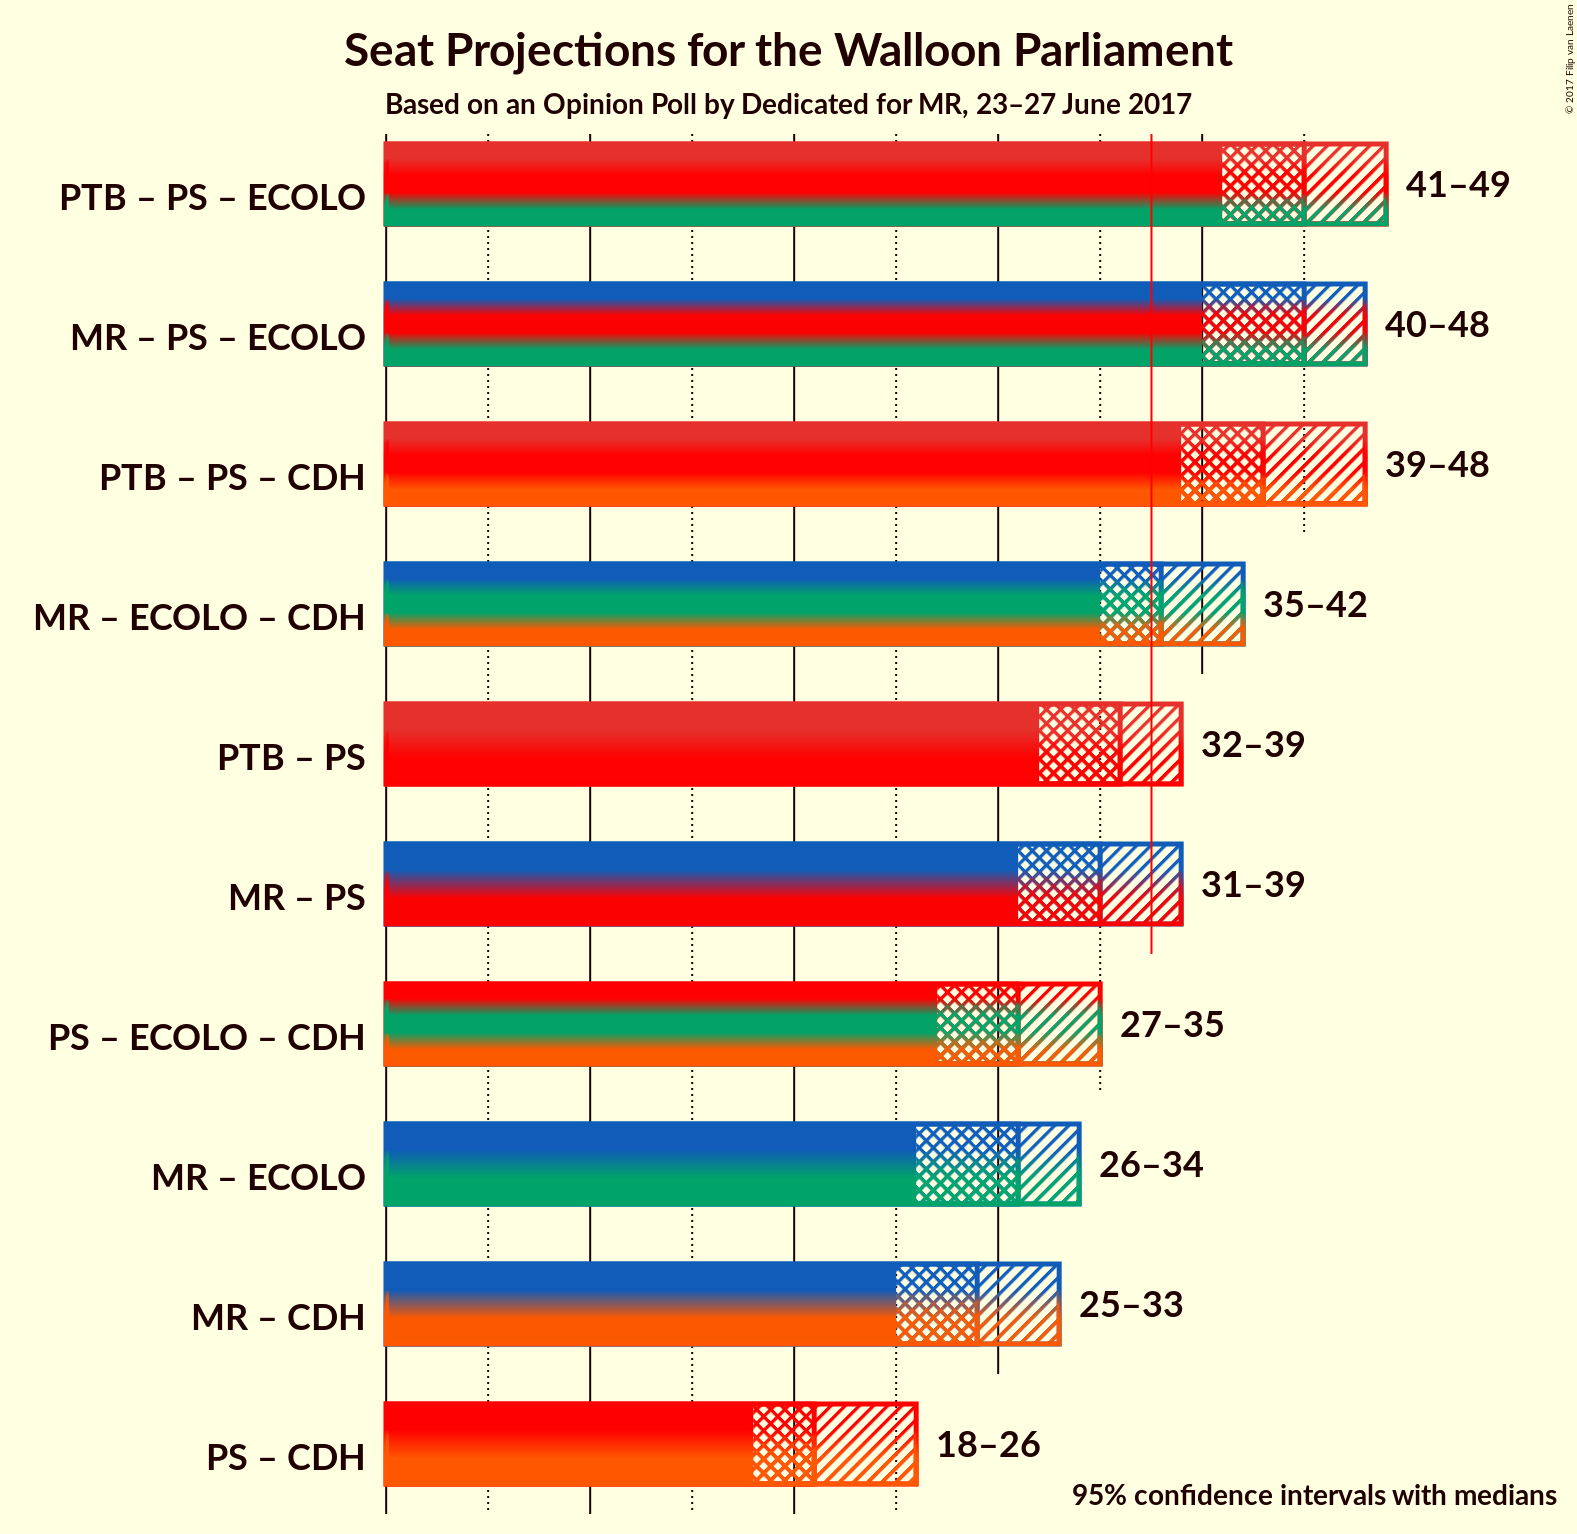 Seat Projections for the Walloon Parliament
Based on an Opinion Poll by Dedicated for MR, 23–27 June 2017
© 2017 Filip van Laenen
PTB – PS – ECOLO 41–49
MR – PS – ECOLO 40–48
PTB – PS – CDH 39–48
MR – ECOLO – CDH 35–42
PTB – PS 32–39
MR – PS 31–39
PS – ECOLO – CDH 27–35
MR – ECOLO 26–34
MR – CDH 25–33
PS – CDH 18–26
95% confidence intervals with medians